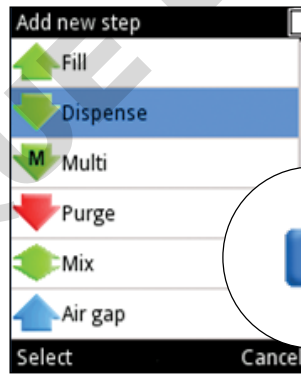 Add new step
Fill
Dispense
M Multi
Purge
Mix
Air gap
Select Cancel